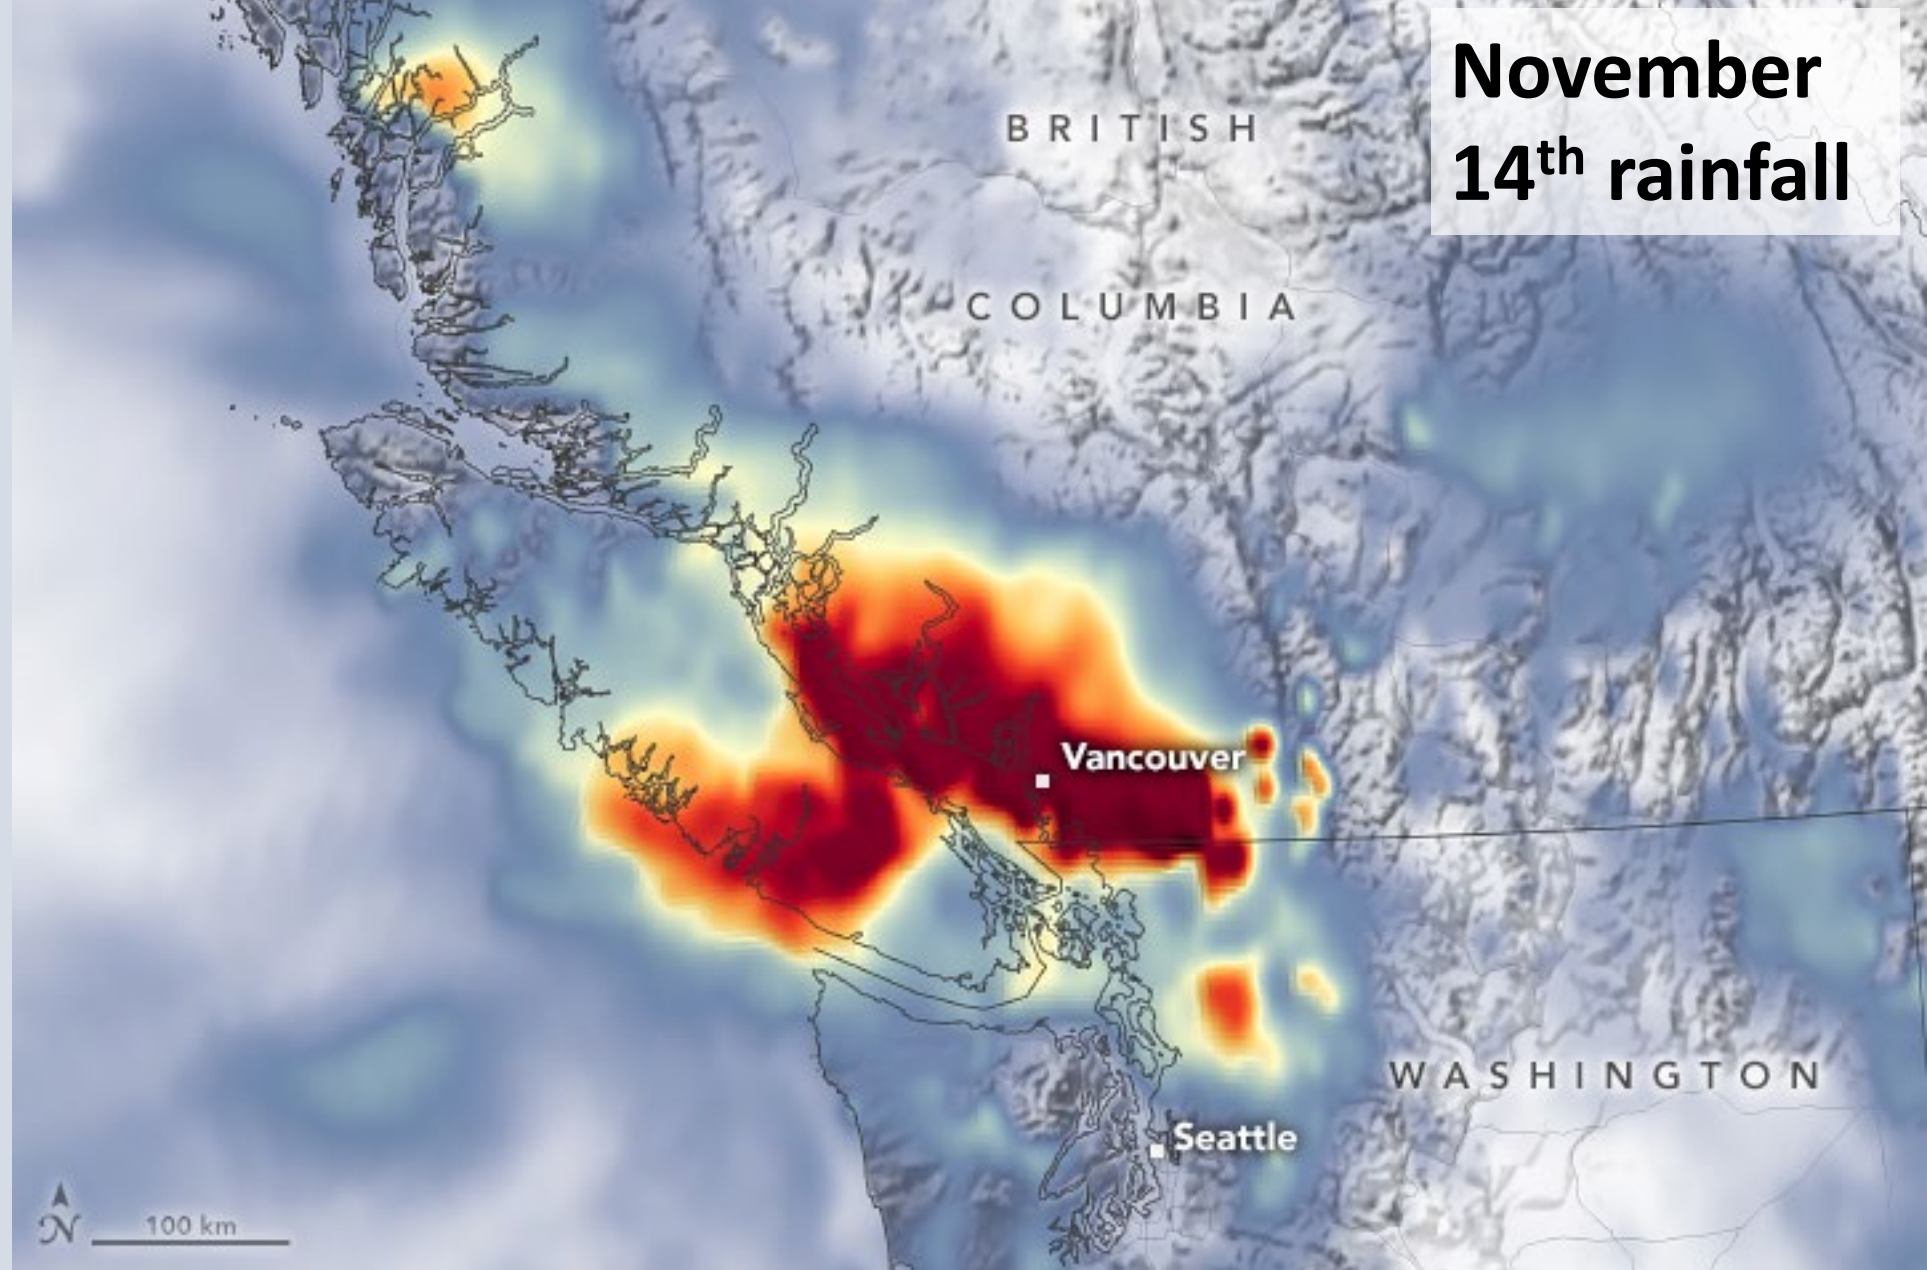 November
14th rainfall
BRITISH
COLUMBIA
Vancouver
WASHINGTON
Seattle
N
100 km